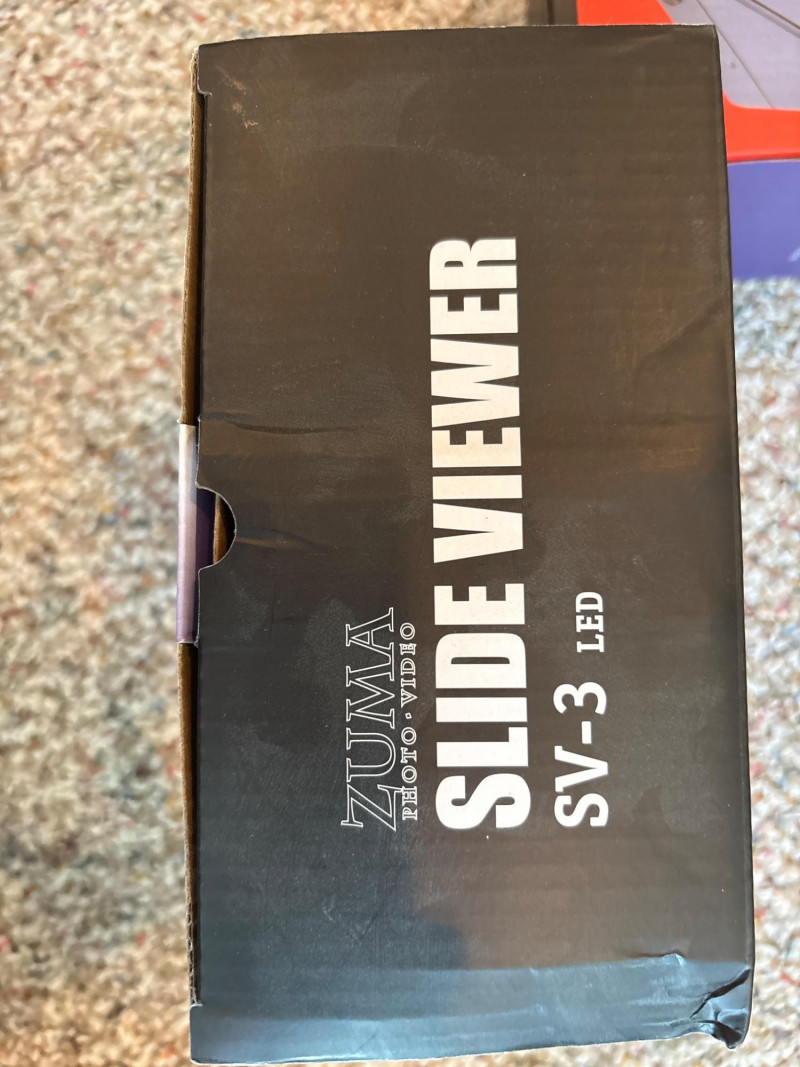 ZUMA
PHOTO · VIDEO
SLIDE VIEWER
SV-3 LED